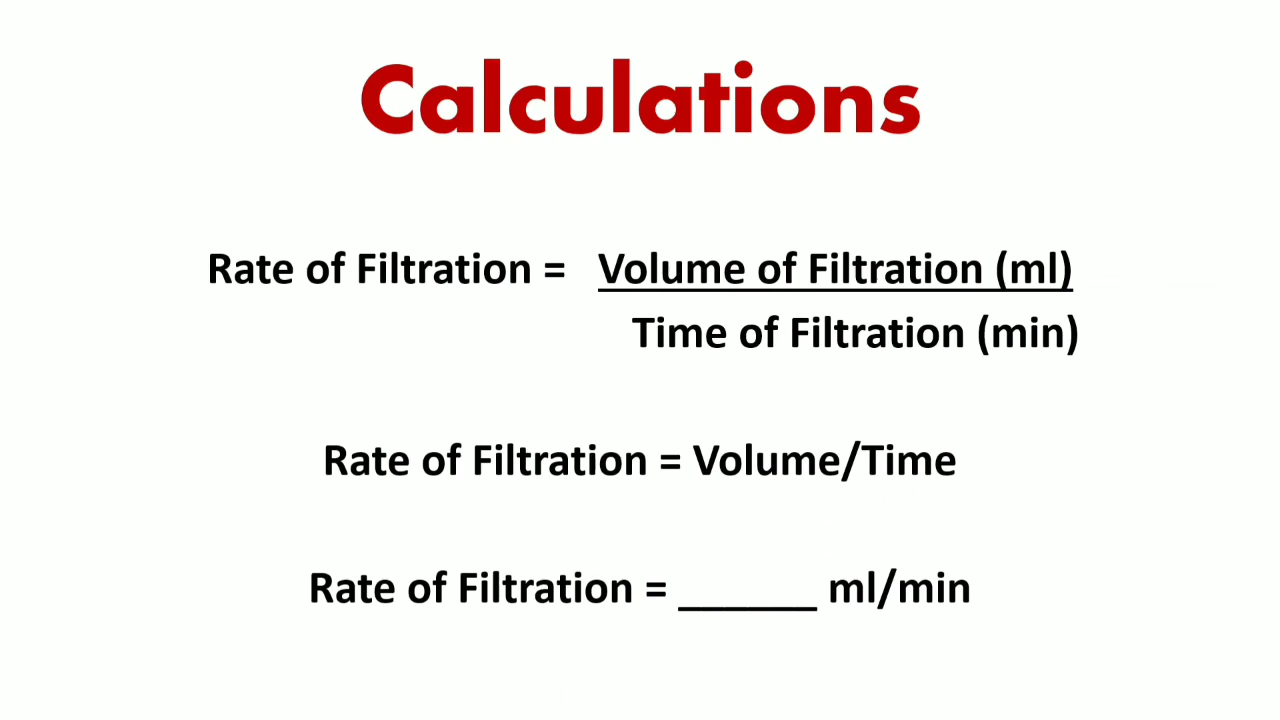 Calculations
Rate of Filtration = Volume of Filtration (ml)
Time of Filtration (min)
Rate of Filtration = Volume/Time
Rate of Filtration = ______ ml/min